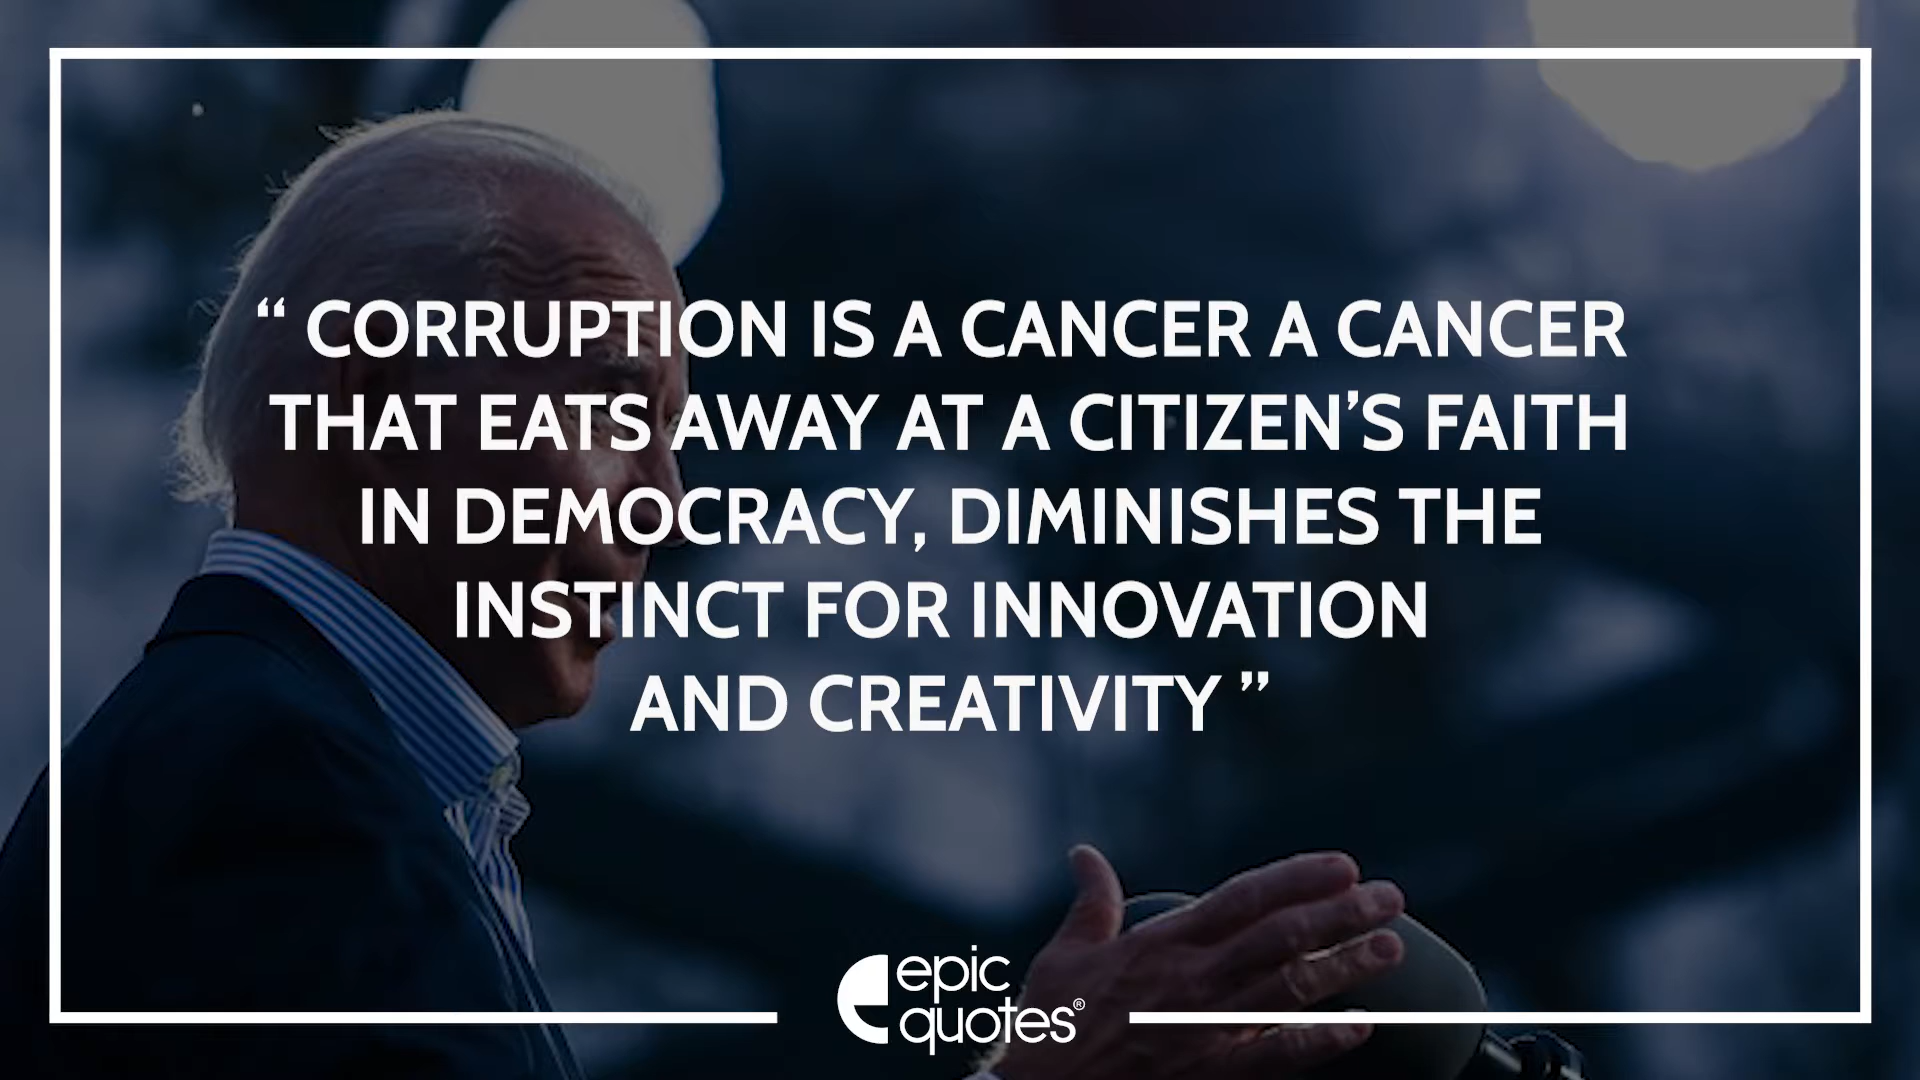 “ CORRUPTION IS A CANCER A CANCER
THAT EATS AWAY AT A CITIZEN’S FAITH
IN DEMOCRACY, DIMINISHES THE
INSTINCT FOR INNOVATION
AND CREATIVITY ”
epic
quotes®